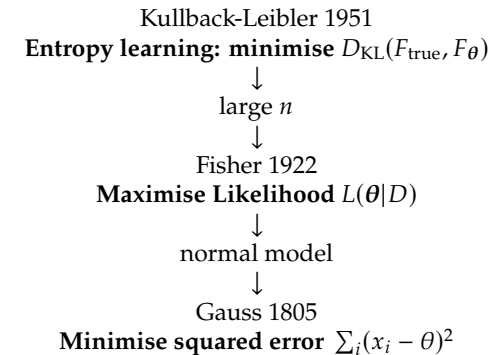 Kullback-Leibler 1951
Entropy learning: minimise D_KL(F_true, F_θ)
↓
large n
↓
Fisher 1922
Maximise Likelihood L(θ|D)
↓
normal model
↓
Gauss 1805
Minimise squared error ∑_i(x_i − θ)²